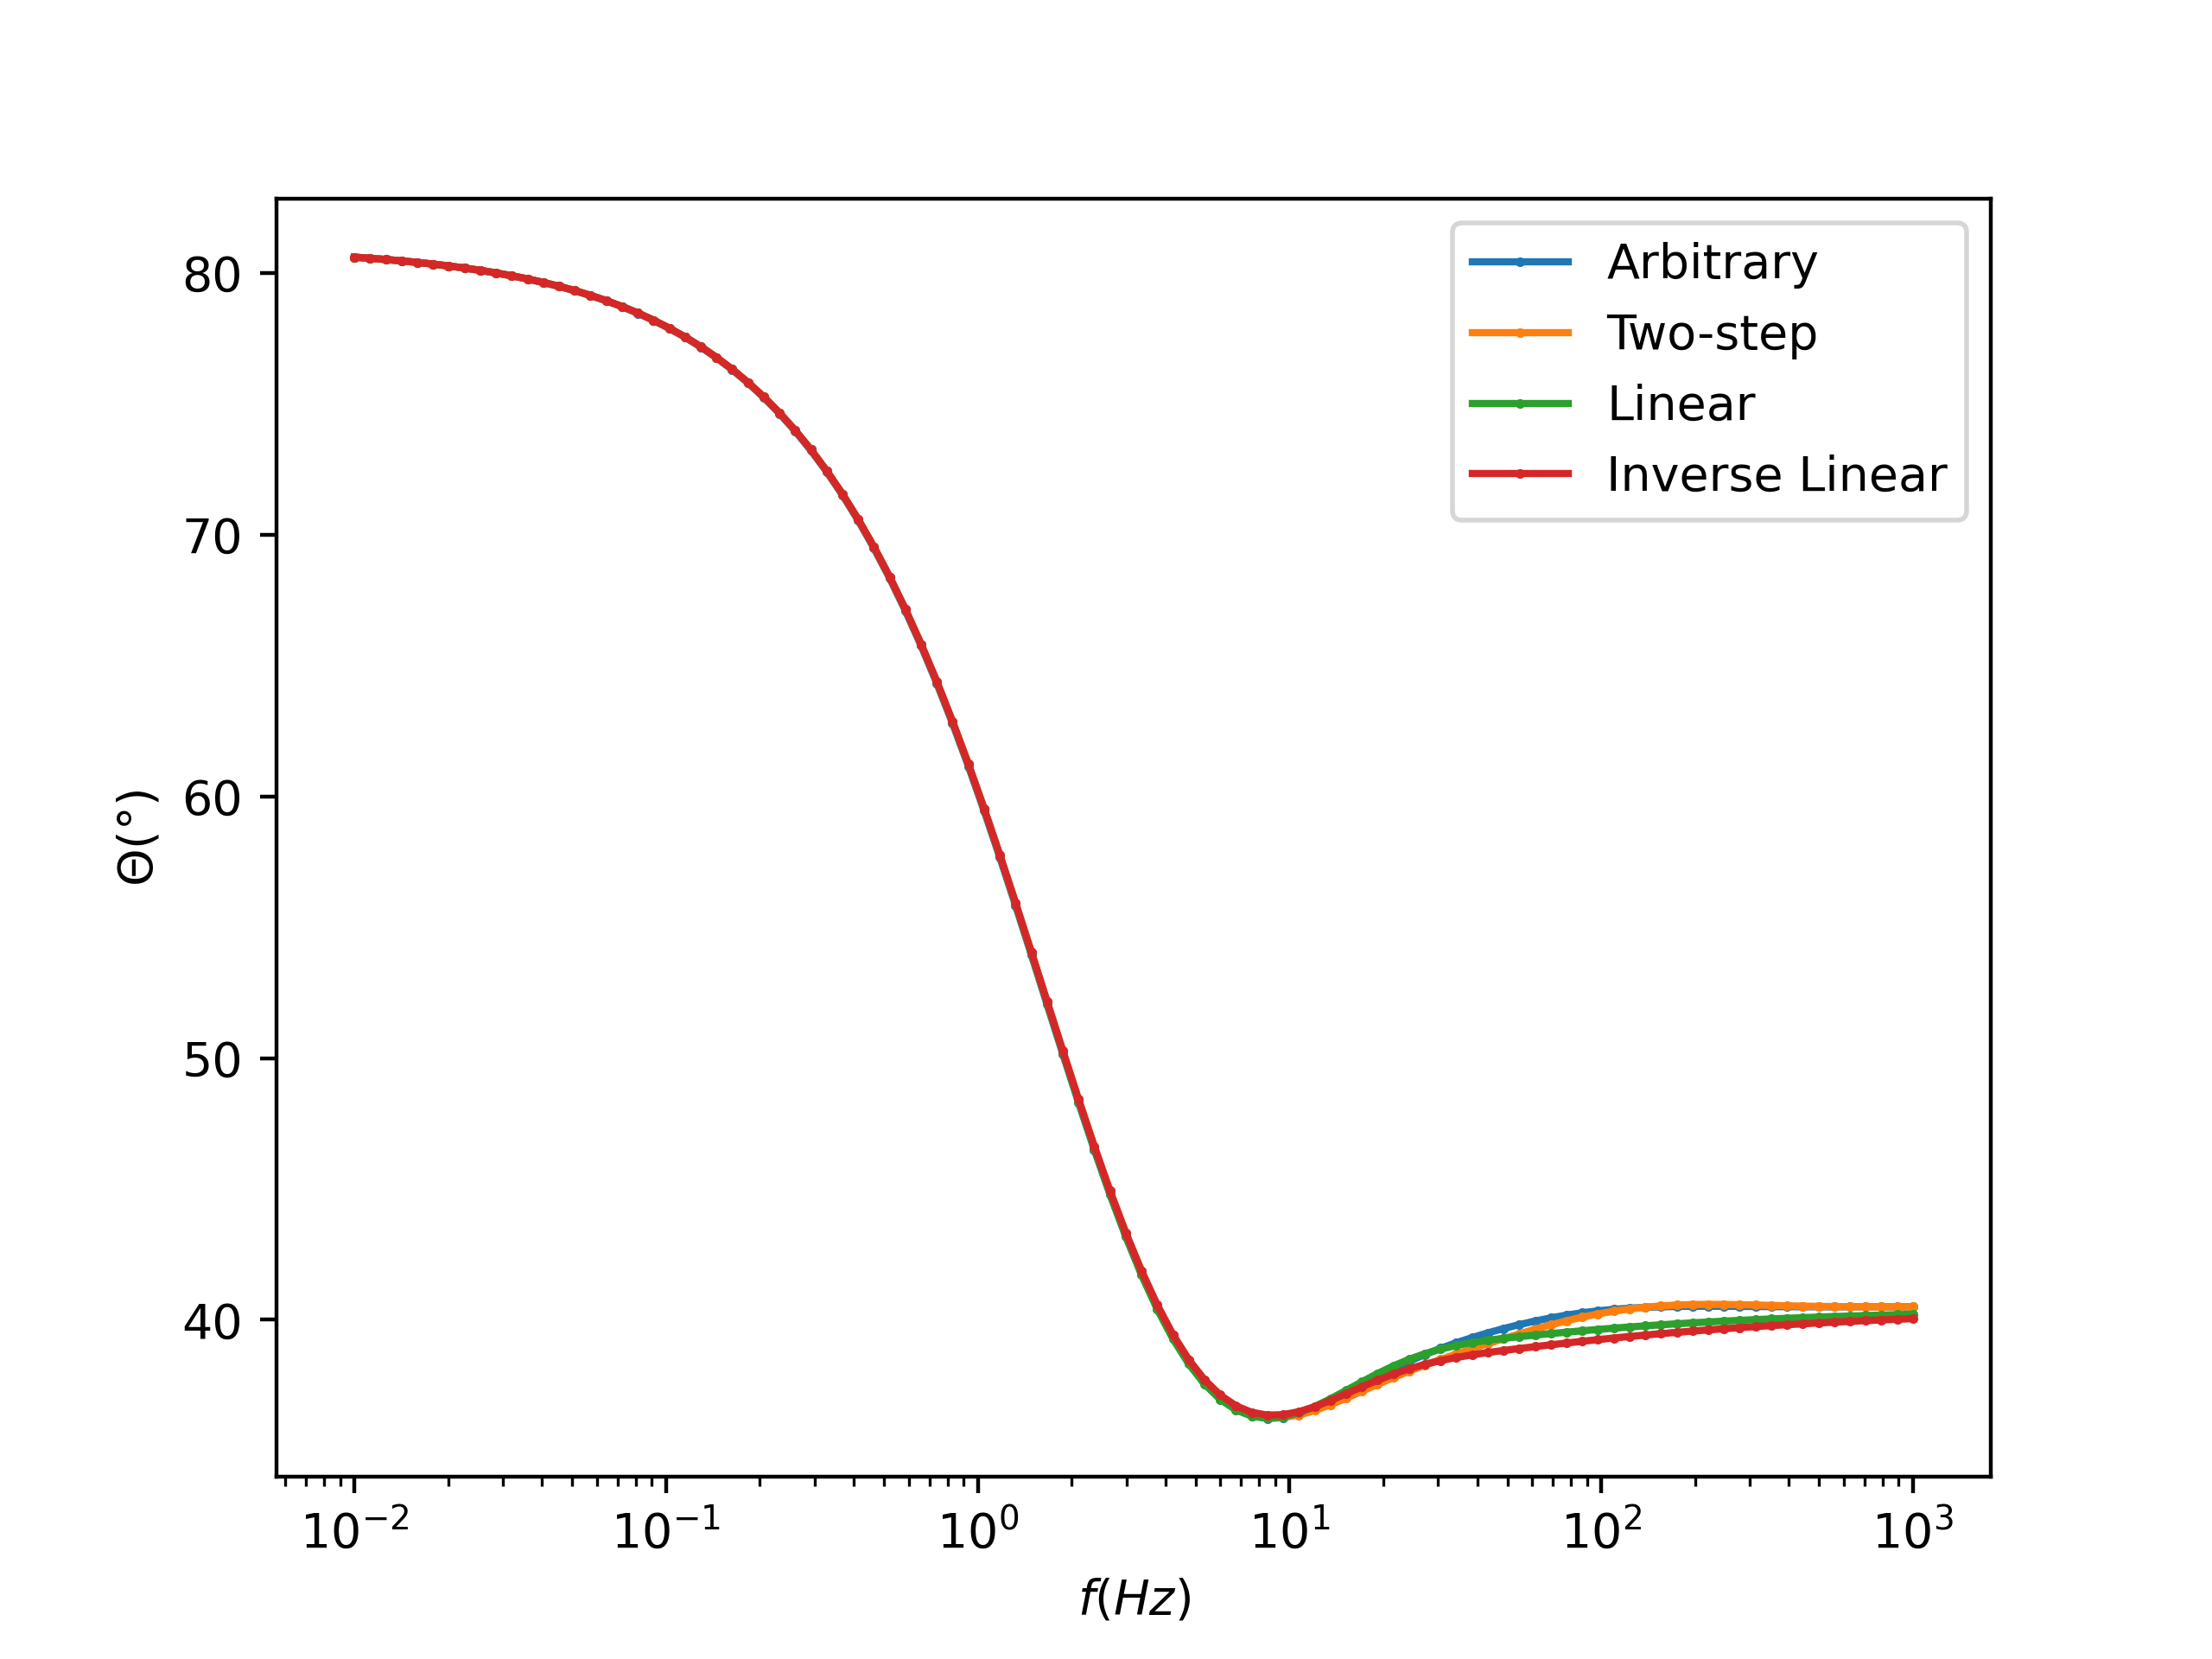 Arbitrary
Two-step
Linear
Inverse Linear
Θ(°)
80
70
60
50
40
10⁻²
10⁻¹
10⁰
10¹
10²
10³
f(Hz)